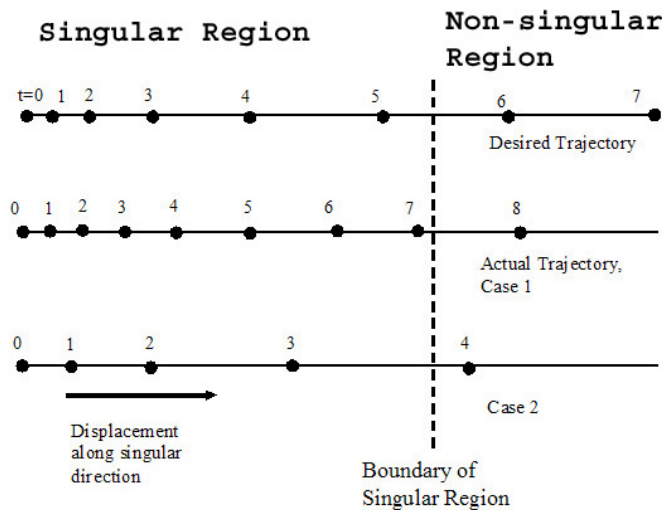 Singular Region
Non-singular
Region
t=0 1 2 3 4 5 6 7
Desired Trajectory
0 1 2 3 4 5 6 7 8
Actual Trajectory,
Case 1
0 1 2 3 4
Case 2
Displacement
along singular
direction
Boundary of
Singular Region